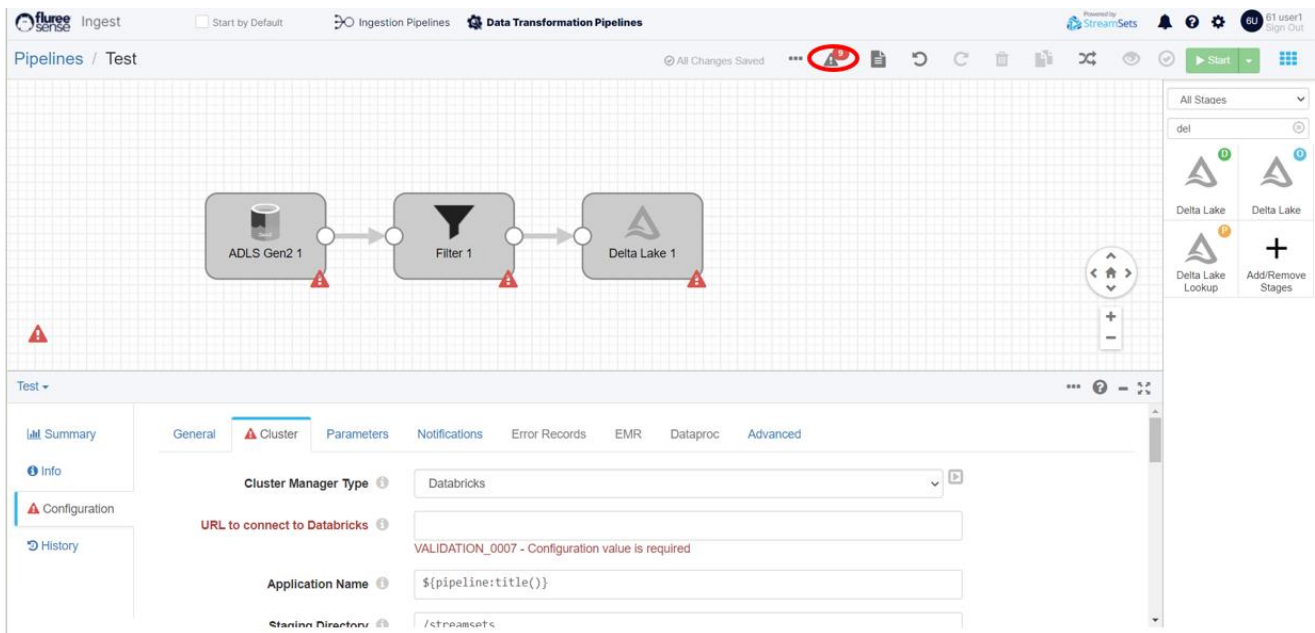 fluree sense Ingest
Start by Default
Ingestion Pipelines
Data Transformation Pipelines
Powered by
StreamSets
6U
61 user1
Sign Out
Pipelines / Test
All Changes Saved
9
Start
All Stages
del
D
O
Delta Lake
Delta Lake
P
Delta Lake Lookup
Add/Remove Stages
ADLS Gen2 1
Filter 1
Delta Lake 1
Test
Summary
Info
Configuration
History
General
Cluster
Parameters
Notifications
Error Records
EMR
Dataproc
Advanced
Cluster Manager Type
Databricks
URL to connect to Databricks
VALIDATION_0007 - Configuration value is required
Application Name
${pipeline:title()}
Staging Directory
/streamsets